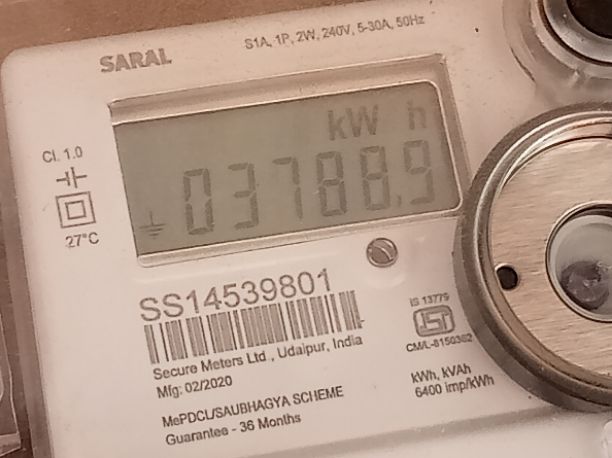 SARAL
S1A, 1P, 2W, 240V, 5-30A, 50Hz
kW h
03788.9
Cl. 1.0
27°C
SS14539801
Secure Meters Ltd., Udaipur, India
Mfg: 02/2020
MePDCL/SAUBHAGYA SCHEME
Guarantee - 36 Months
IS 13779
ISI
CM/L-8150362
kWh, kVAh
6400 imp/kWh